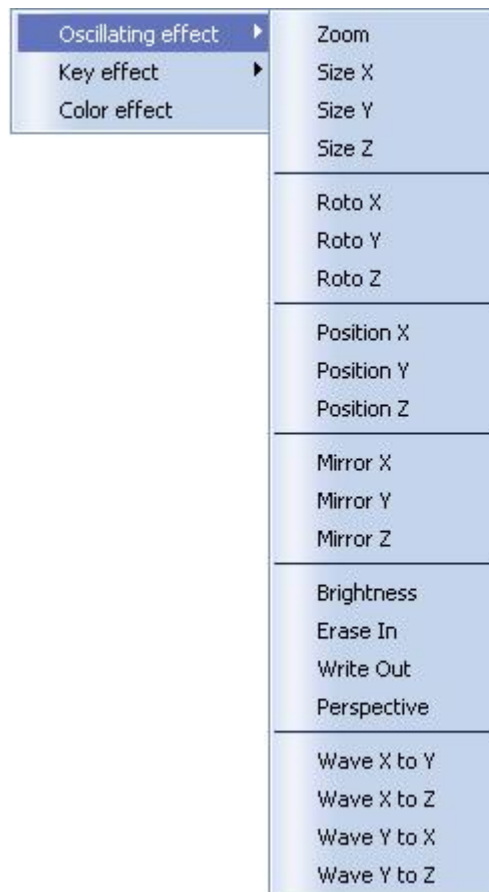 Oscillating effect
Key effect
Color effect
Zoom
Size X
Size Y
Size Z
Roto X
Roto Y
Roto Z
Position X
Position Y
Position Z
Mirror X
Mirror Y
Mirror Z
Brightness
Erase In
Write Out
Perspective
Wave X to Y
Wave X to Z
Wave Y to X
Wave Y to Z